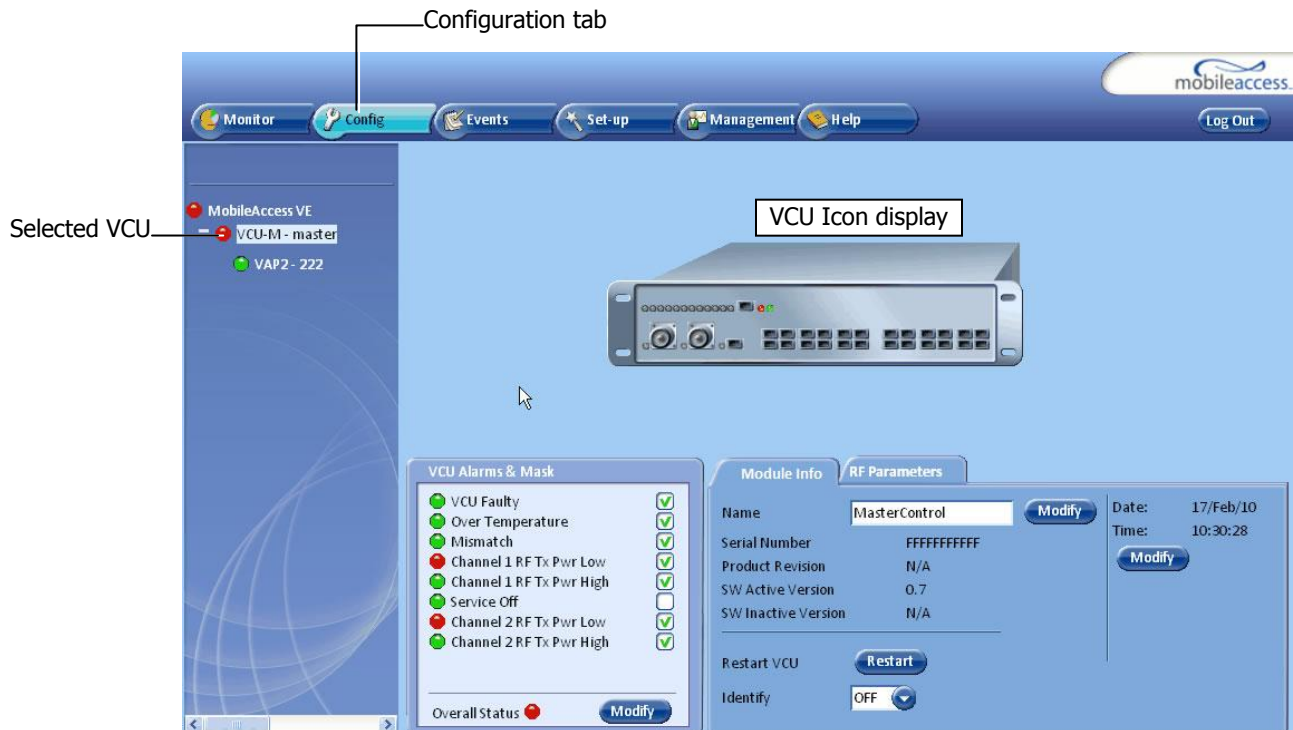 Configuration tab
mobileaccess
Monitor
Config
Events
Set-up
Management
Help
Log Out
MobileAccess VE
Selected VCU
VCU-M - master
VAP2 - 222
VCU Icon display
VCU Alarms & Mask
VCU Faulty
Over Temperature
Mismatch
Channel 1 RF Tx Pwr Low
Channel 1 RF Tx Pwr High
Service Off
Channel 2 RF Tx Pwr Low
Channel 2 RF Tx Pwr High
Overall Status
Modify
Module Info
RF Parameters
Name MasterControl Modify
Serial Number FFFFFFFFFFF
Product Revision N/A
SW Active Version 0.7
SW Inactive Version N/A
Restart VCU Restart
Identify OFF
Date: 17/Feb/10
Time: 10:30:28
Modify